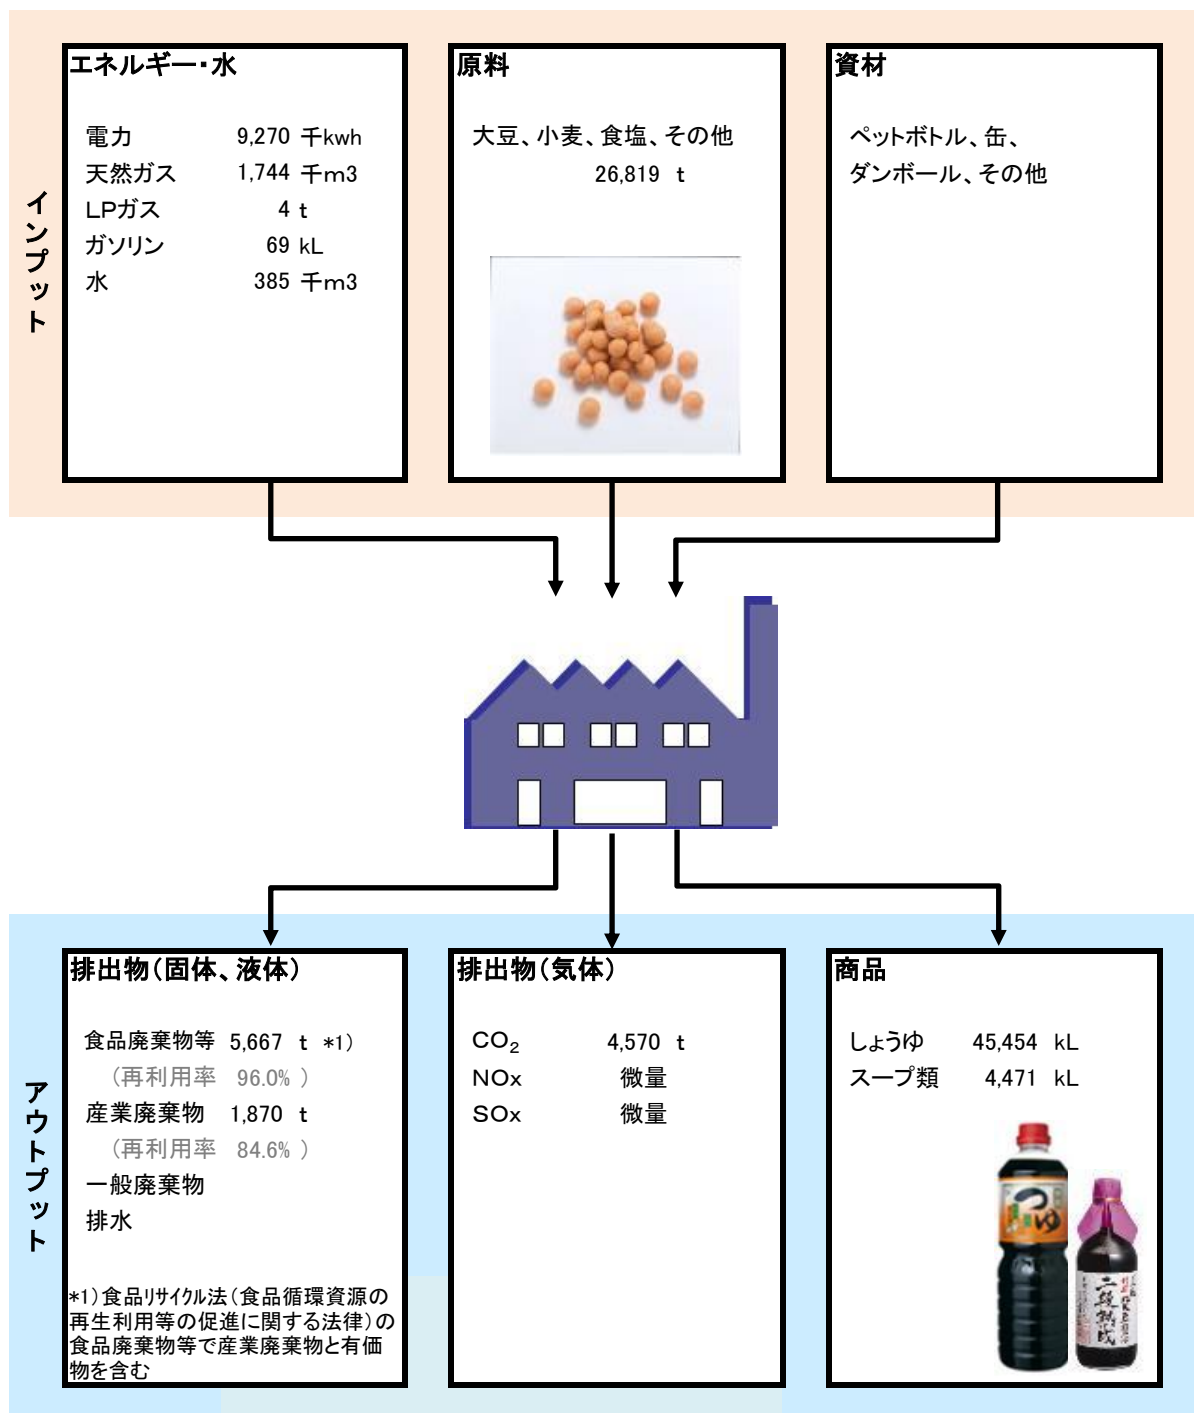 インプット
エネルギー・水
電力 9,270 千kwh
天然ガス 1,744 千m3
LPガス 4 t
ガソリン 69 kL
水 385 千m3
原料
大豆、小麦、食塩、その他
26,819 t
資材
ペットボトル、缶、
ダンボール、その他
アウトプット
排出物(固体、液体)
食品廃棄物等 5,667 t *1)
(再利用率 96.0% )
産業廃棄物 1,870 t
(再利用率 84.6% )
一般廃棄物
排水
*1)食品リサイクル法(食品循環資源の
再生利用等の促進に関する法律)の
食品廃棄物等で産業廃棄物と有価
物を含む
排出物(気体)
CO₂ 4,570 t
NOx 微量
SOx 微量
商品
しょうゆ 45,454 kL
スープ類 4,471 kL
つゆ
二段熟成